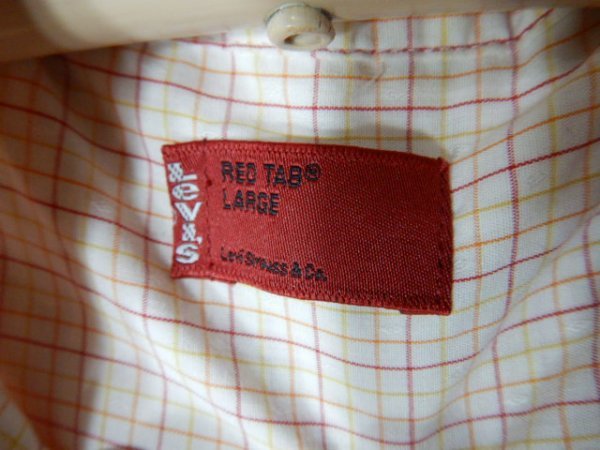 LEVI'S
RED TAB®
LARGE
Levi Strauss & Co.